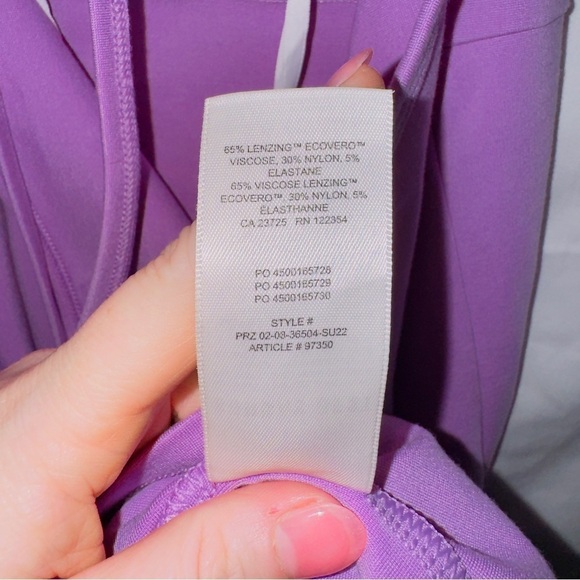 65% LENZING™ ECOVERO™
VISCOSE, 30% NYLON, 5%
ELASTANE
65% VISCOSE LENZING™
ECOVERO™, 30% NYLON, 5%
ÉLASTHANNE
CA 23725 RN 122354
PO 4500165728
PO 4500165729
PO 4500165730
STYLE #
PRZ 02-08-36504-SU22
ARTICLE # 97350